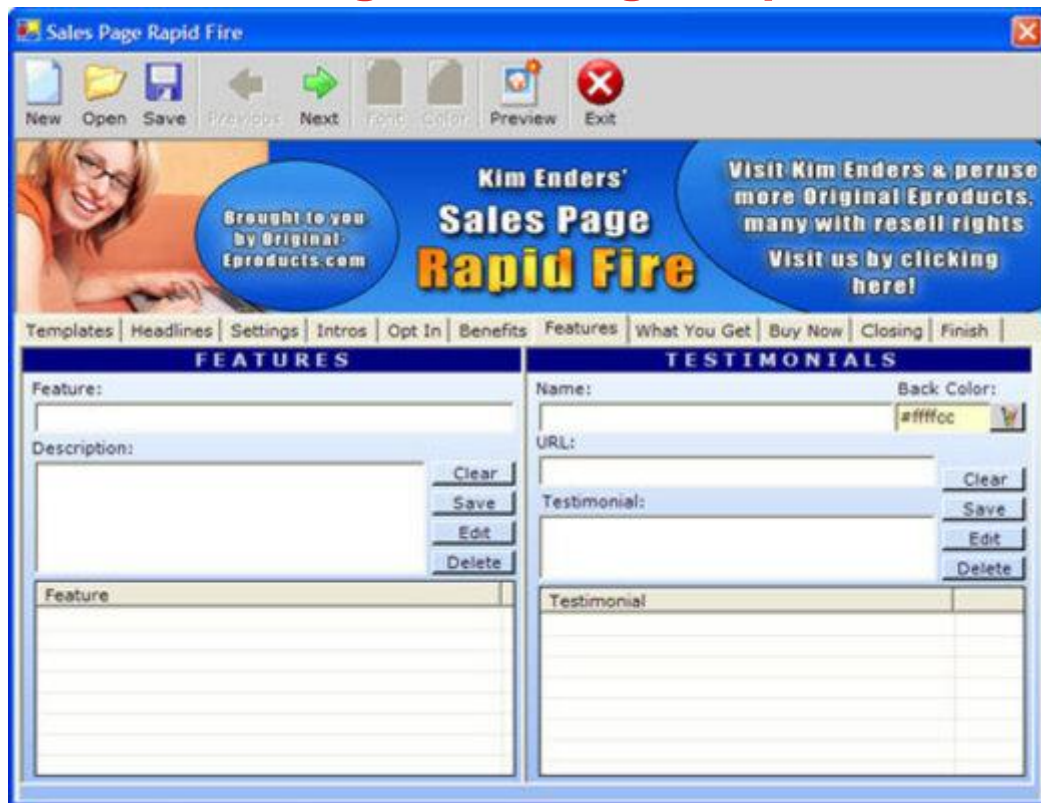 Sales Page Rapid Fire
New Open Save Previous Next Font Color Preview Exit
Brought to you
by Original-
Eproducts.com
Kim Enders'
Sales Page
Rapid Fire
Visit Kim Enders & peruse
more Original Eproducts,
many with resell rights
Visit us by clicking
here!
Templates Headlines Settings Intros Opt In Benefits Features What You Get Buy Now Closing Finish
FEATURES
Feature:
Description:
Clear
Save
Edit
Delete
Feature
TESTIMONIALS
Name: Back Color:
#ffffcc
URL:
Clear
Testimonial:
Save
Edit
Delete
Testimonial